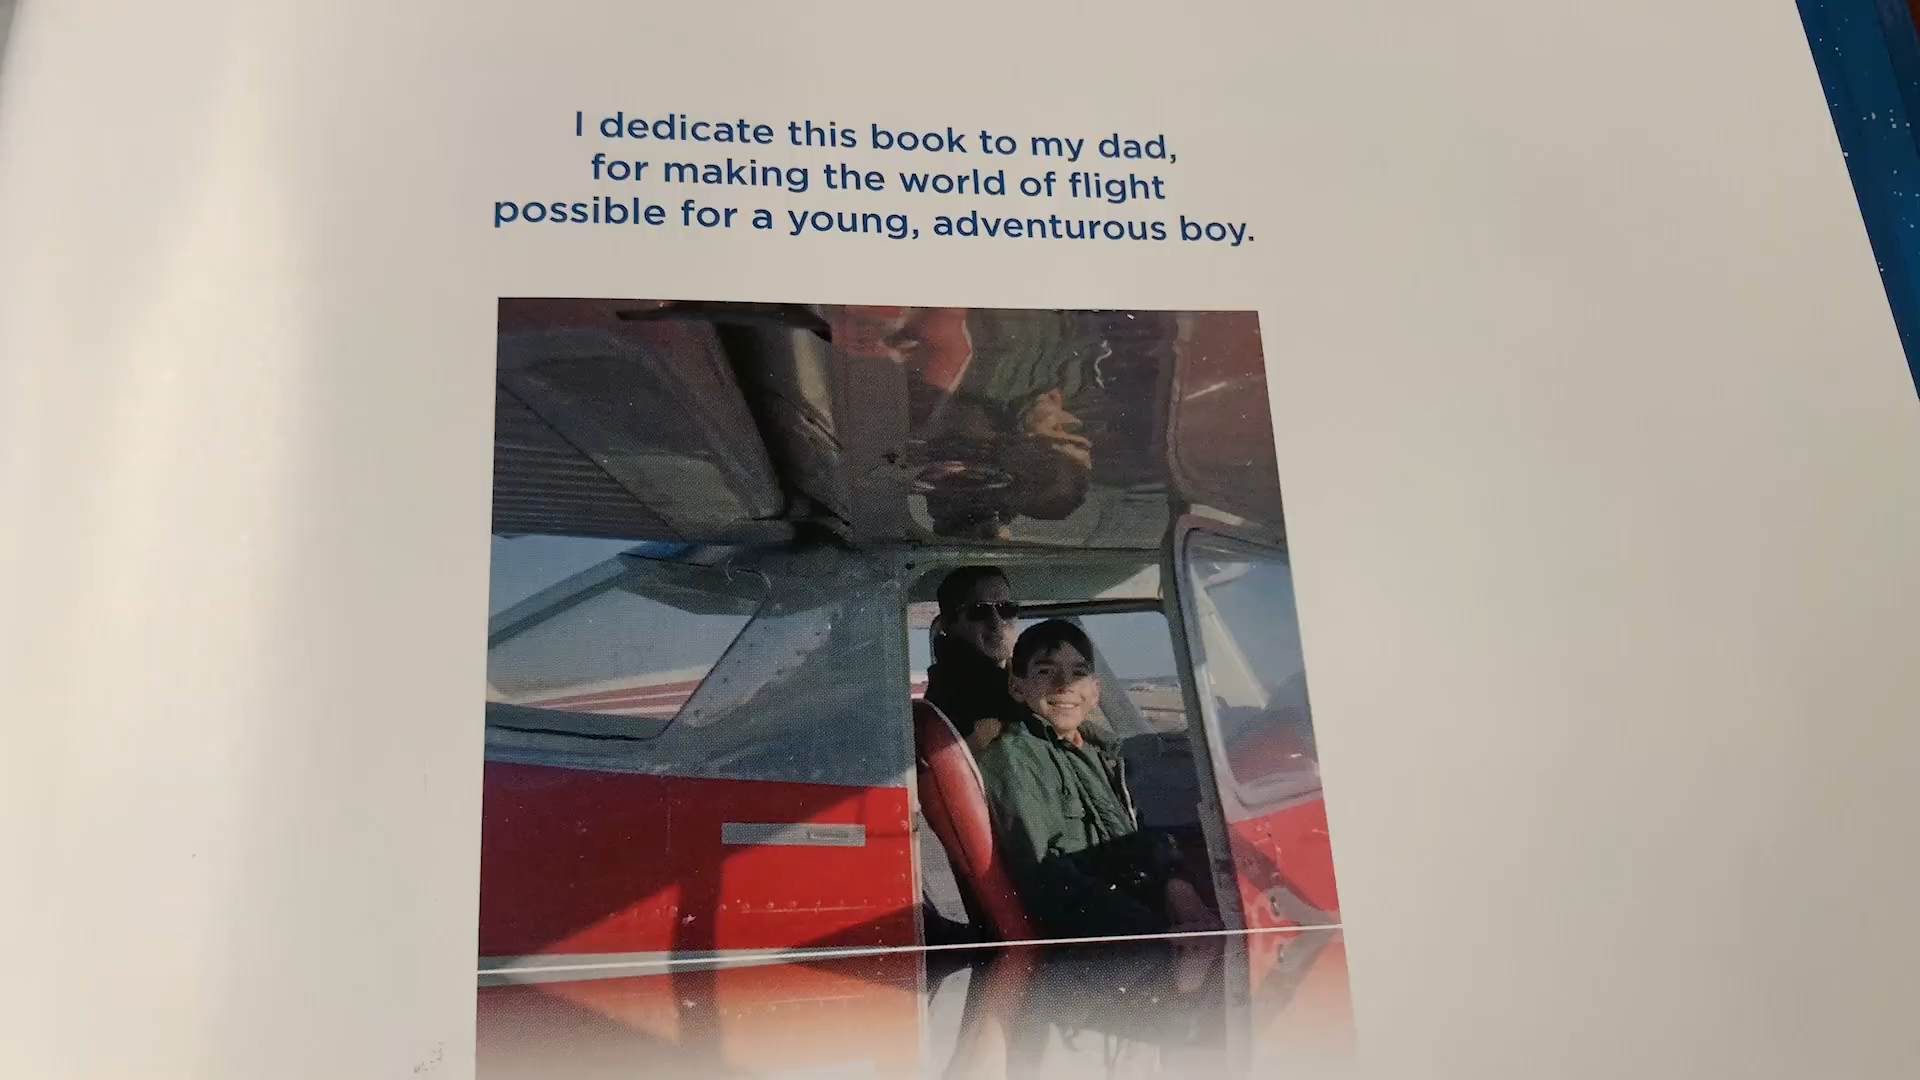 I dedicate this book to my dad,
for making the world of flight
possible for a young, adventurous boy.